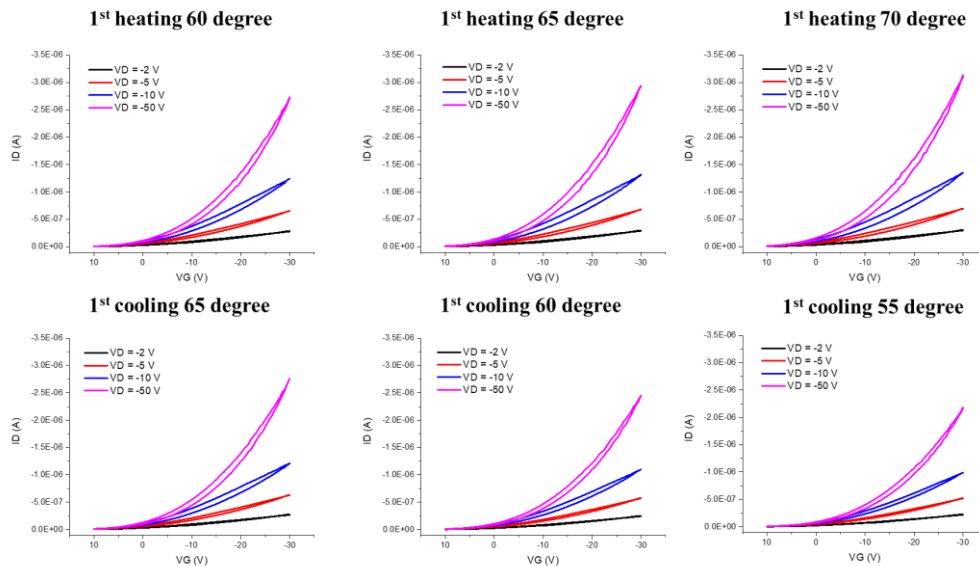 1st heating 60 degree
-3.5E-06
-3.0E-06
-2.5E-06
-2.0E-06
-1.5E-06
-1.0E-06
-5.0E-07
0.0E+00
ID (A)
VD = -2 V
VD = -5 V
VD = -10 V
VD = -50 V
10 0 -10 -20 -30
VG (V)
1st heating 65 degree
-3.5E-06
-3.0E-06
-2.5E-06
-2.0E-06
-1.5E-06
-1.0E-06
-5.0E-07
0.0E+00
ID (A)
VD = -2 V
VD = -5 V
VD = -10 V
VD = -50 V
10 0 -10 -20 -30
VG (V)
1st heating 70 degree
-3.5E-06
-3.0E-06
-2.5E-06
-2.0E-06
-1.5E-06
-1.0E-06
-5.0E-07
0.0E+00
ID (A)
VD = -2 V
VD = -5 V
VD = -10 V
VD = -50 V
10 0 -10 -20 -30
VG (V)
1st cooling 65 degree
-3.5E-06
-3.0E-06
-2.5E-06
-2.0E-06
-1.5E-06
-1.0E-06
-5.0E-07
0.0E+00
ID (A)
VD = -2 V
VD = -5 V
VD = -10 V
VD = -50 V
10 0 -10 -20 -30
VG (V)
1st cooling 60 degree
-3.5E-06
-3.0E-06
-2.5E-06
-2.0E-06
-1.5E-06
-1.0E-06
-5.0E-07
0.0E+00
ID (A)
VD = -2 V
VD = -5 V
VD = -10 V
VD = -50 V
10 0 -10 -20 -30
VG (V)
1st cooling 55 degree
-3.5E-06
-3.0E-06
-2.5E-06
-2.0E-06
-1.5E-06
-1.0E-06
-5.0E-07
0.0E+00
ID (A)
VD = -2 V
VD = -5 V
VD = -10 V
VD = -50 V
10 0 -10 -20 -30
VG (V)